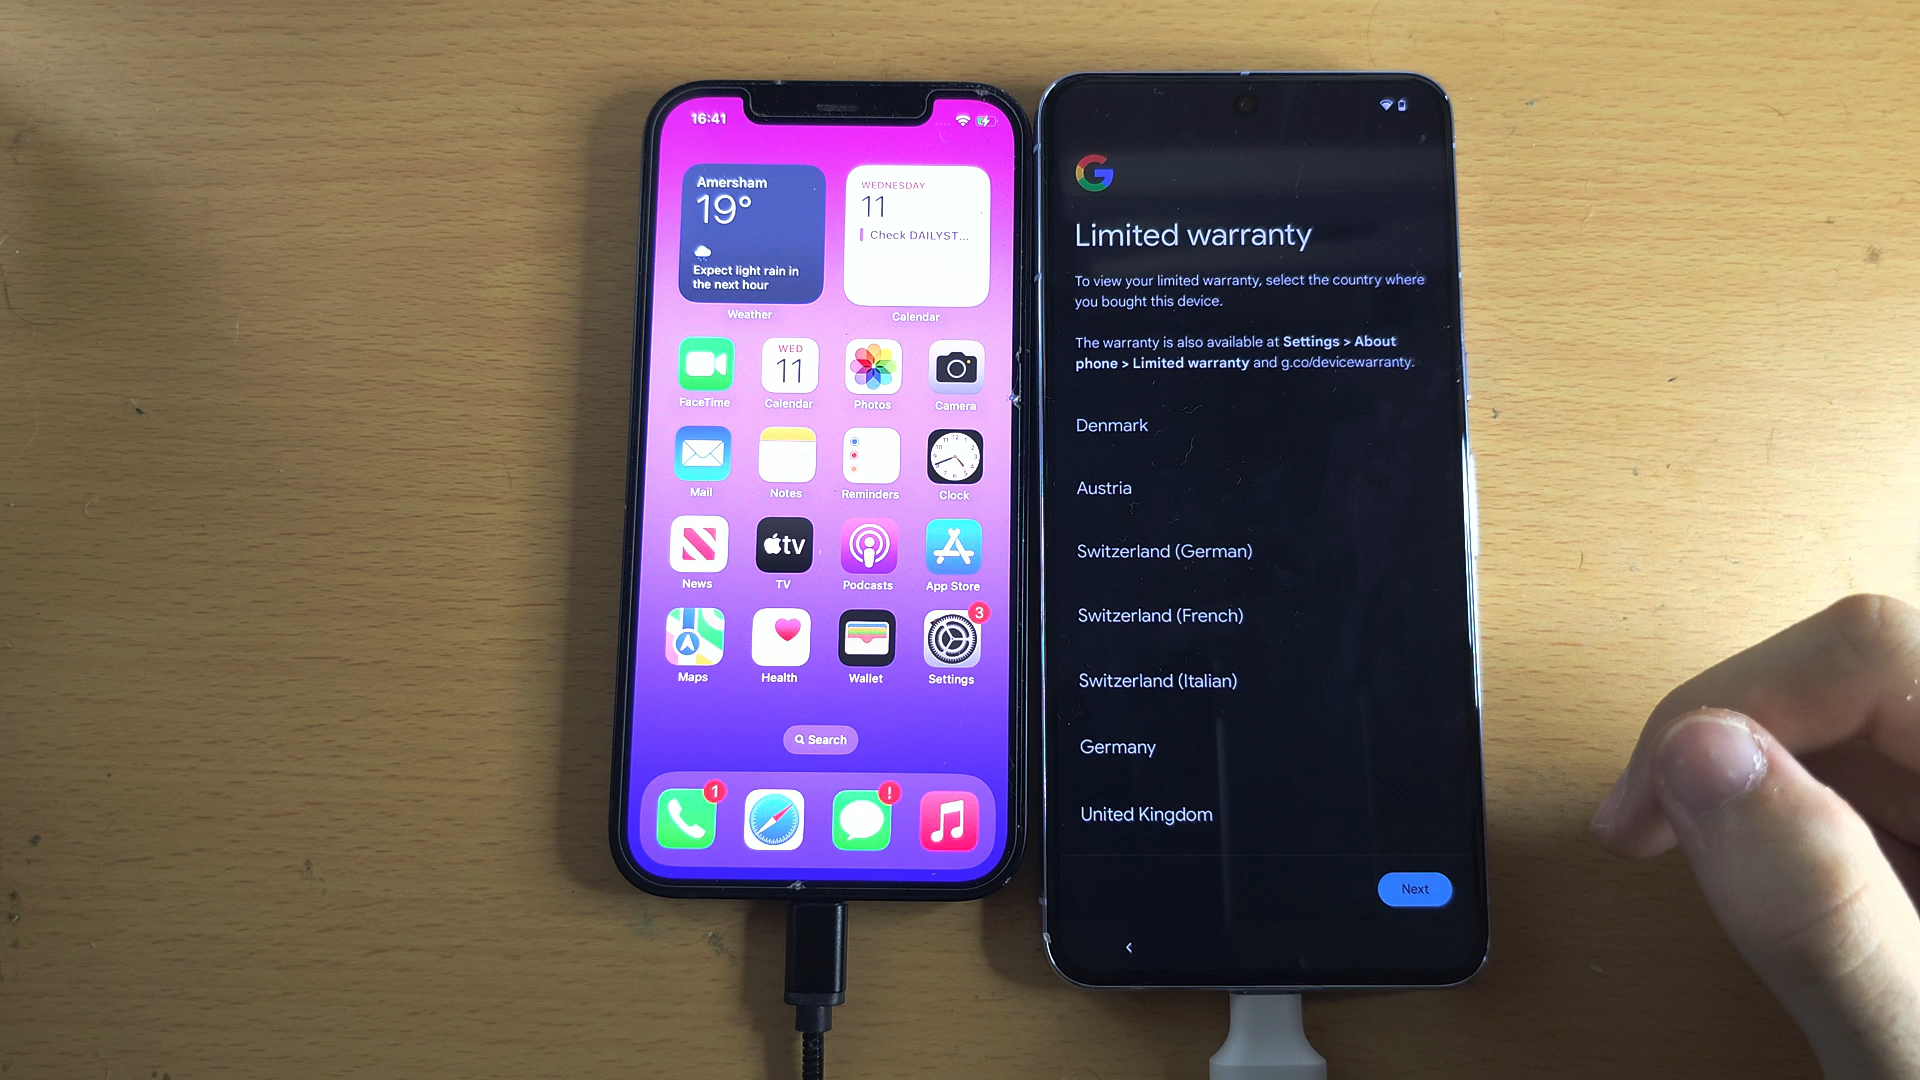 16:41
Amersham
19°
Expect light rain in
the next hour
Weather
WEDNESDAY
11
Check DAILYST...
Calendar
FaceTime
WED
11
Calendar
Photos
Camera
Mail
Notes
Reminders
Clock
News
tv
TV
Podcasts
App Store
Maps
Health
Wallet
3
Settings
Search
1
!
G
Limited warranty
To view your limited warranty, select the country where
you bought this device.
The warranty is also available at Settings > About
phone > Limited warranty and g.co/devicewarranty.
Denmark
Austria
Switzerland (German)
Switzerland (French)
Switzerland (Italian)
Germany
United Kingdom
Next